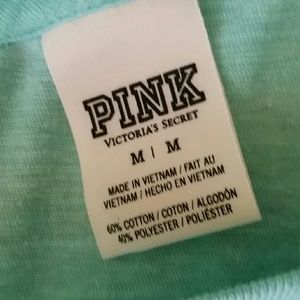 PINK
VICTORIA'S SECRET
M | M
MADE IN VIETNAM / FAIT AU
VIETNAM / HECHO EN VIETNAM
60% COTTON / COTON / ALGODÓN
40% POLYESTER / POLIÉSTER